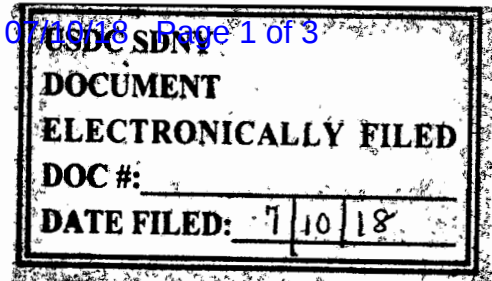 07/10/18 Page 1 of 3
USDC SDNY
DOCUMENT
ELECTRONICALLY FILED
DOC #:
DATE FILED: 7/10/18